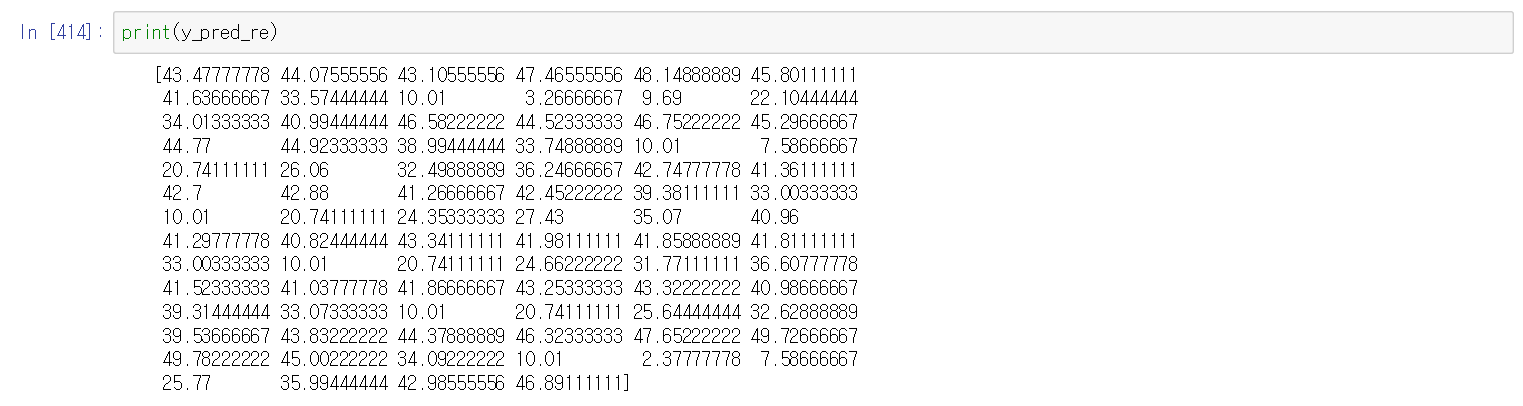 In [414]: print(y_pred_re)
[43.47777778 44.07555556 43.10555556 47.46555556 48.14888889 45.80111111
41.63666667 33.57444444 10.01 3.26666667 9.69 22.10444444
34.01333333 40.99444444 46.58222222 44.52333333 46.75222222 45.29666667
44.77 44.92333333 38.99444444 33.74888889 10.01 7.58666667
20.74111111 26.06 32.49888889 36.24666667 42.74777778 41.36111111
42.7 42.88 41.26666667 42.45222222 39.38111111 33.00333333
10.01 20.74111111 24.35333333 27.43 35.07 40.96
41.29777778 40.82444444 43.34111111 41.98111111 41.85888889 41.81111111
33.00333333 10.01 20.74111111 24.66222222 31.77111111 36.60777778
41.52333333 41.03777778 41.86666667 43.25333333 43.32222222 40.98666667
39.31444444 33.07333333 10.01 20.74111111 25.64444444 32.62888889
39.53666667 43.83222222 44.37888889 46.32333333 47.65222222 49.72666667
49.78222222 45.00222222 34.09222222 10.01 2.37777778 7.58666667
25.77 35.99444444 42.98555556 46.89111111]